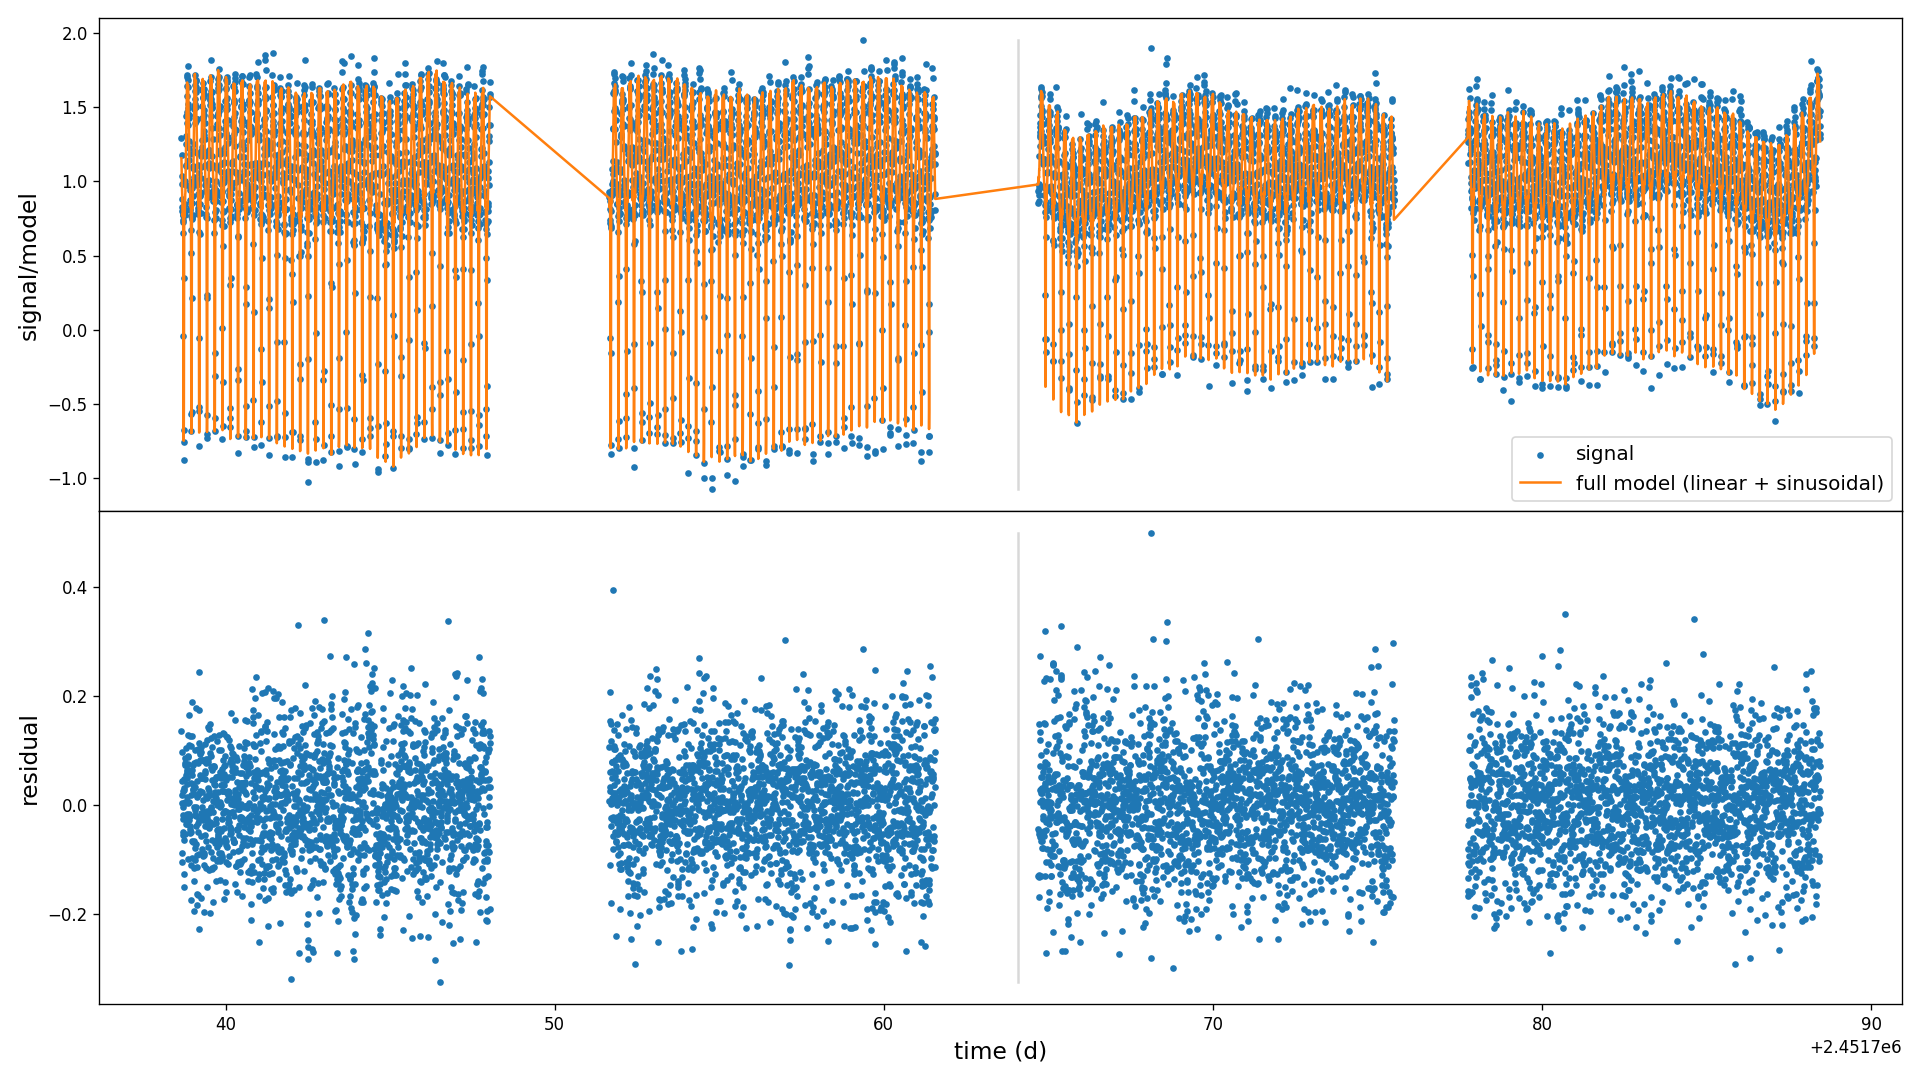 2.0
1.5
1.0
0.5
0.0
−0.5
−1.0
signal/model
signal
full model (linear + sinusoidal)
0.4
0.2
0.0
−0.2
residual
40 50 60 70 80 90
time (d)
+2.4517e6